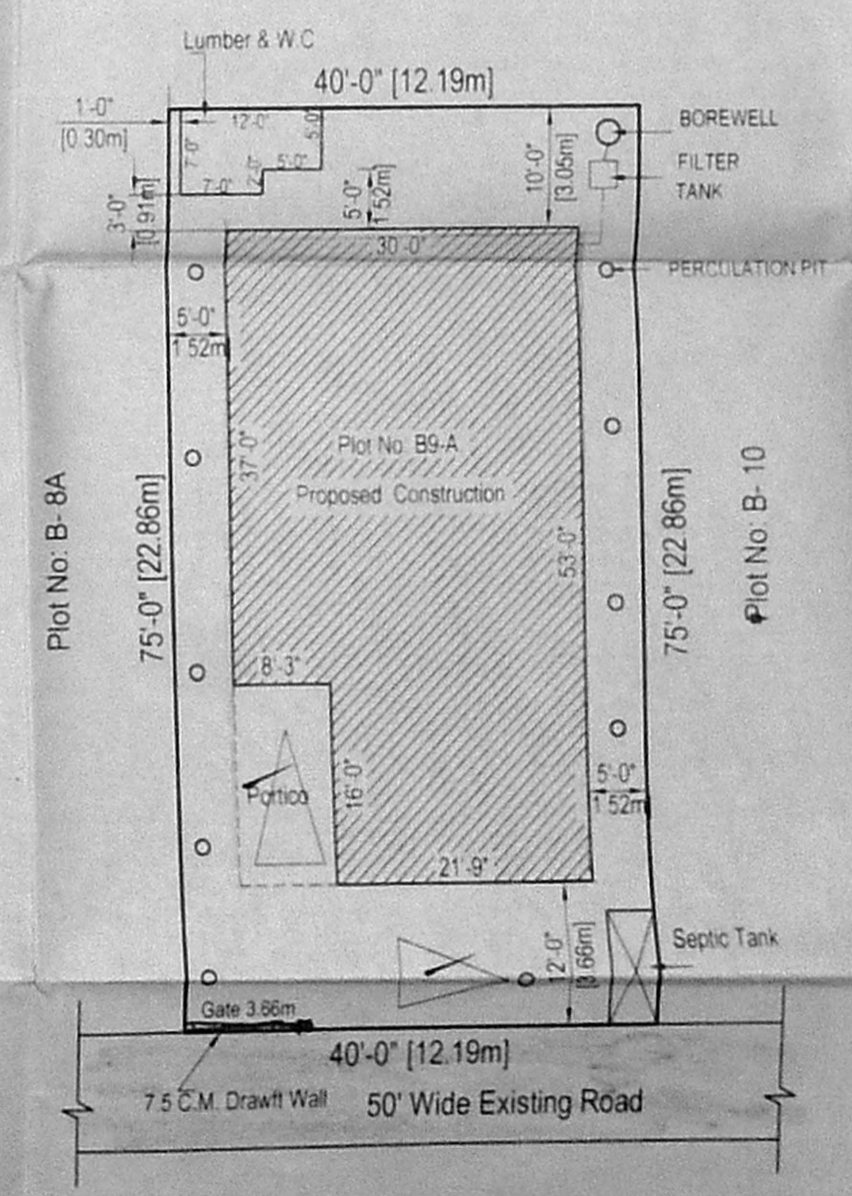 Lumber & W.C
40'-0" [12.19m]
1'-0"
[0.30m]
12'-0"
5'-0"
7'-0"
2'-0"
5'-0"
7'-0"
3'-0"
[0.91m]
5'-0"
1.52m]
10'-0"
[3.05m]
BOREWELL
FILTER
TANK
30'-0"
PERCULATION PIT
5'-0"
1.52m
37'-0"
Plot No. B9-A
Proposed Construction
53'-0"
Plot No: B- 8A
75'-0" [22.86m]
75'-0" [22.86m]
Plot No: B- 10
8'-3"
Portico
16'-0"
5'-0"
1.52m
21'-9"
12'-0"
[3.66m]
Septic Tank
Gate 3.66m
40'-0" [12.19m]
7.5 C.M. Drawft Wall
50' Wide Existing Road